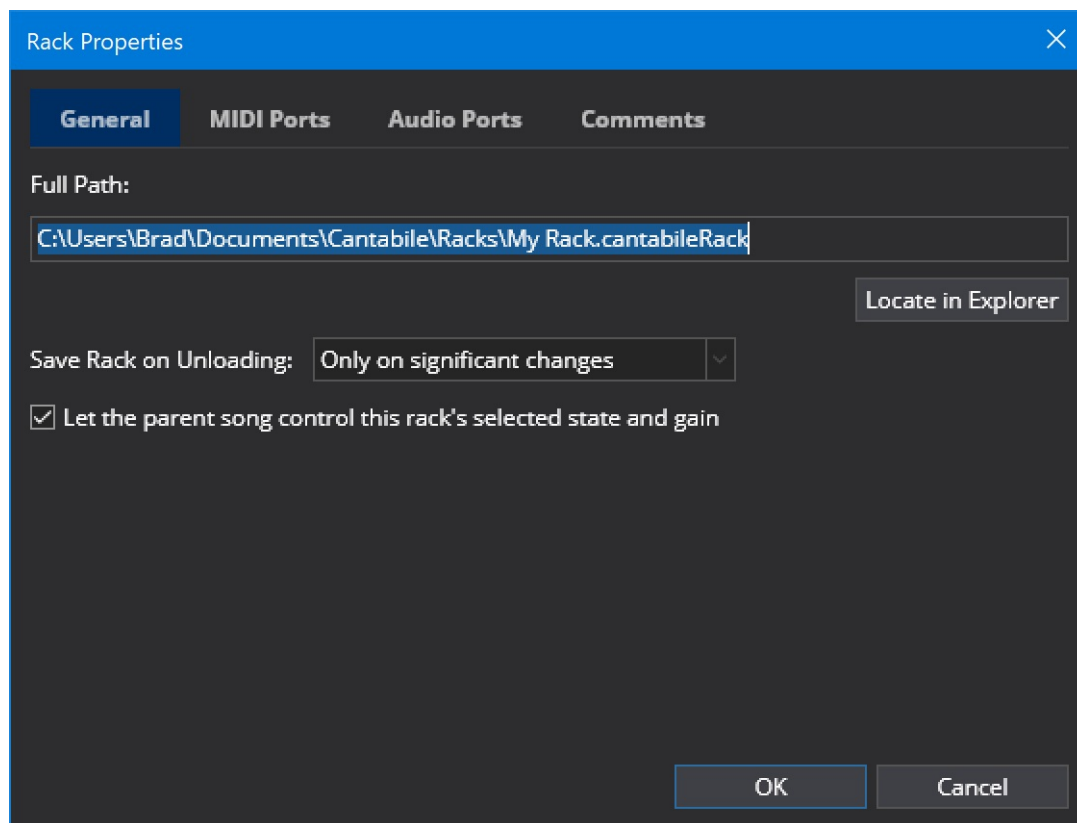 Rack Properties
General MIDI Ports Audio Ports Comments
Full Path:
C:\Users\Brad\Documents\Cantabile\Racks\My Rack.cantabileRack
Locate in Explorer
Save Rack on Unloading: Only on significant changes
Let the parent song control this rack's selected state and gain
OK Cancel